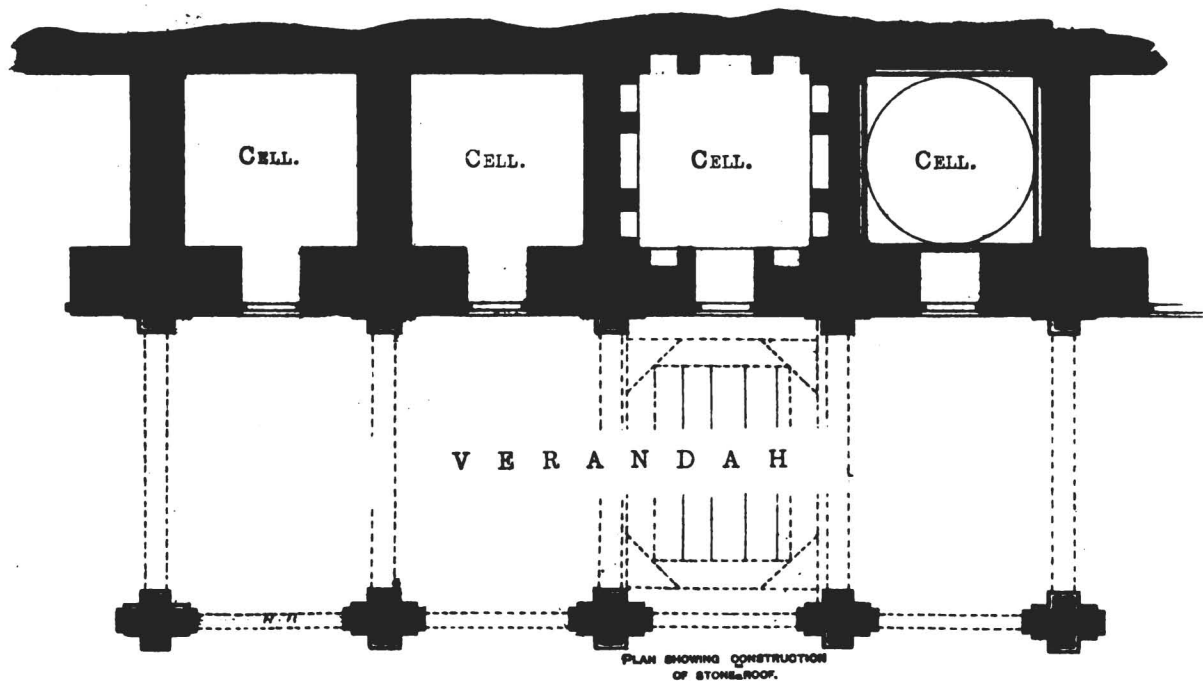 CELL.
CELL.
CELL.
CELL.
VERANDAH
PLAN SHOWING CONSTRUCTION
OF STONE ROOF.